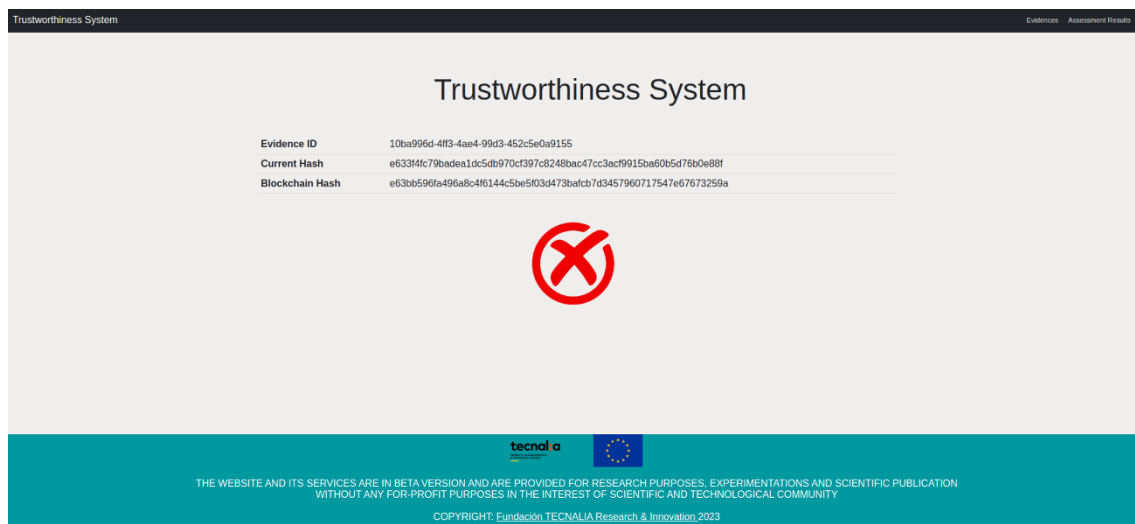 Trustworthiness System
Evidences Assessment Results
Trustworthiness System
Evidence ID 10ba996d-4ff3-4ae4-99d3-452c5e0a9155
Current Hash e633f4fc79badea1dc5db970cf397c8248bac47cc3acf9915ba60b5d76b0e88f
Blockchain Hash e63bb596fa496a8c4f6144c5be5f03d473bafcb7d3457960717547e67673259a
tecnalia
THE WEBSITE AND ITS SERVICES ARE IN BETA VERSION AND ARE PROVIDED FOR RESEARCH PURPOSES, EXPERIMENTATIONS AND SCIENTIFIC PUBLICATION
WITHOUT ANY FOR-PROFIT PURPOSES IN THE INTEREST OF SCIENTIFIC AND TECHNOLOGICAL COMMUNITY
COPYRIGHT: Fundación TECNALIA Research & Innovation 2023